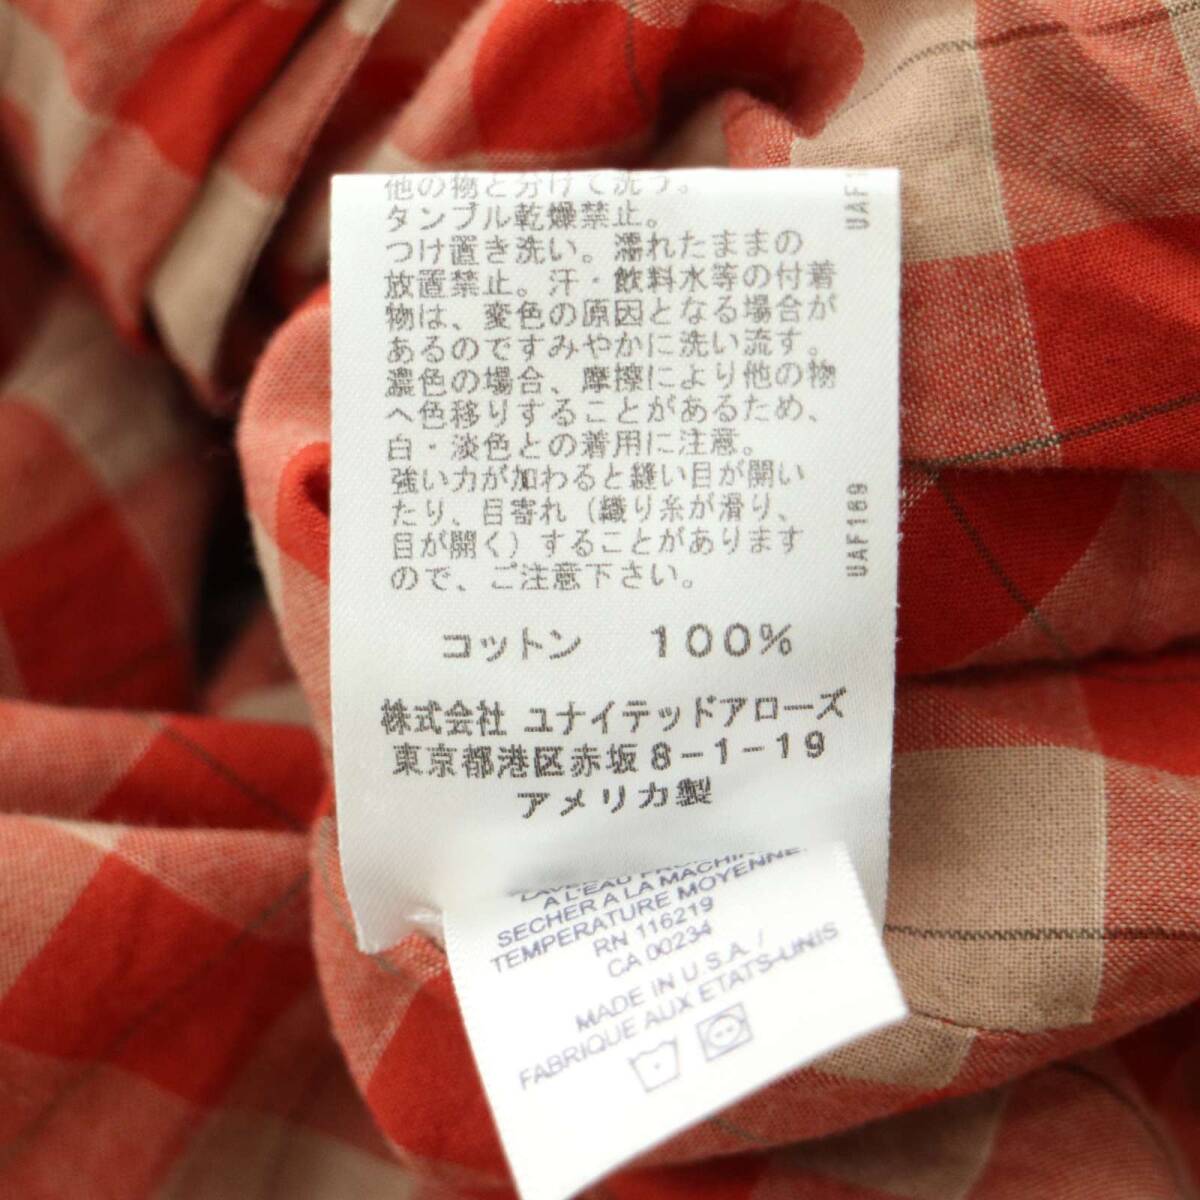 他の物と分けて洗う。
タンブル乾燥禁止。
つけ置き洗い。濡れたままの
放置禁止。汗・飲料水等の付着
物は、変色の原因となる場合が
あるのですみやかに洗い流す。
濃色の場合、摩擦により他の物
へ色移りすることがあるため、
白・淡色との着用に注意。
強い力が加わると縫い目が開い
たり、目寄れ（織り糸が滑り、
目が開く）することがあります
ので、ご注意下さい。
コットン 100%
株式会社 ユナイテッドアローズ
東京都港区赤坂8-1-19
アメリカ製
UAF169
A L'EAU
SECHER A LA MACHINE
TEMPERATURE MOYENNE.
RN 116219
CA 00234
MADE IN U.S.A./
FABRIQUE AUX ETATS-UNIS